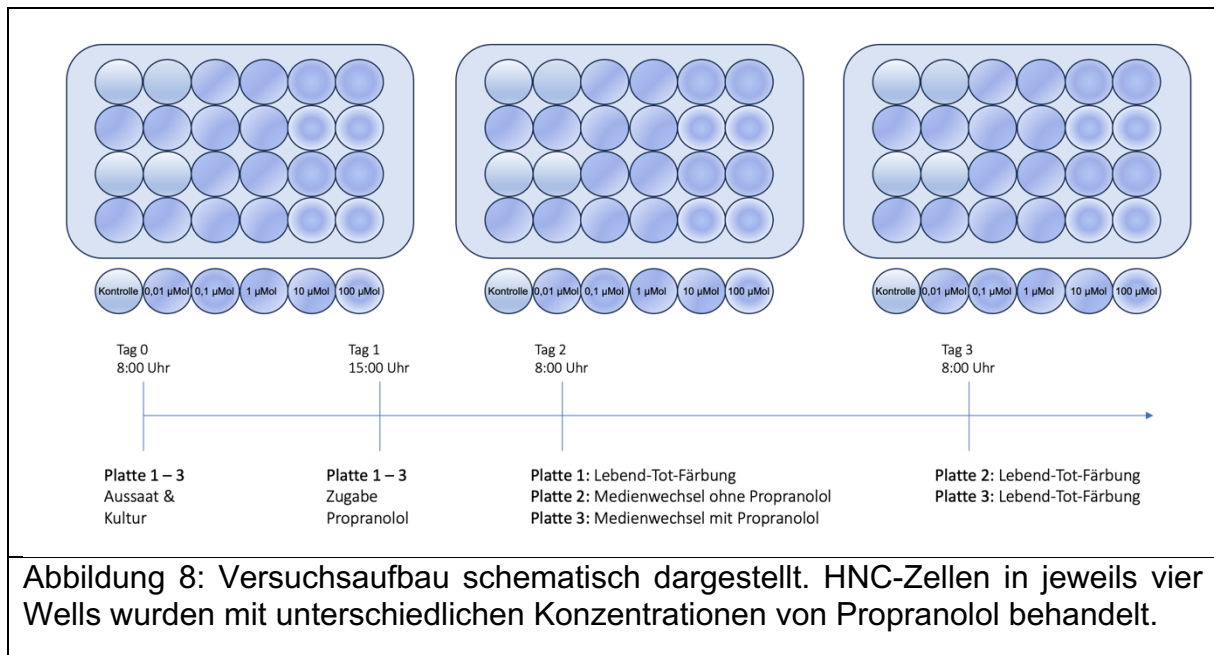 Kontrolle 0,01 µMol 0,1 µMol 1 µMol 10 µMol 100 µMol
Kontrolle 0,01 µMol 0,1 µMol 1 µMol 10 µMol 100 µMol
Kontrolle 0,01 µMol 0,1 µMol 1 µMol 10 µMol 100 µMol
Tag 0
8:00 Uhr
Tag 1
15:00 Uhr
Tag 2
8:00 Uhr
Tag 3
8:00 Uhr
Platte 1 – 3
Aussaat &
Kultur
Platte 1 – 3
Zugabe
Propranolol
Platte 1: Lebend-Tot-Färbung
Platte 2: Medienwechsel ohne Propranolol
Platte 3: Medienwechsel mit Propranolol
Platte 2: Lebend-Tot-Färbung
Platte 3: Lebend-Tot-Färbung
Abbildung 8: Versuchsaufbau schematisch dargestellt. HNC-Zellen in jeweils vier
Wells wurden mit unterschiedlichen Konzentrationen von Propranolol behandelt.